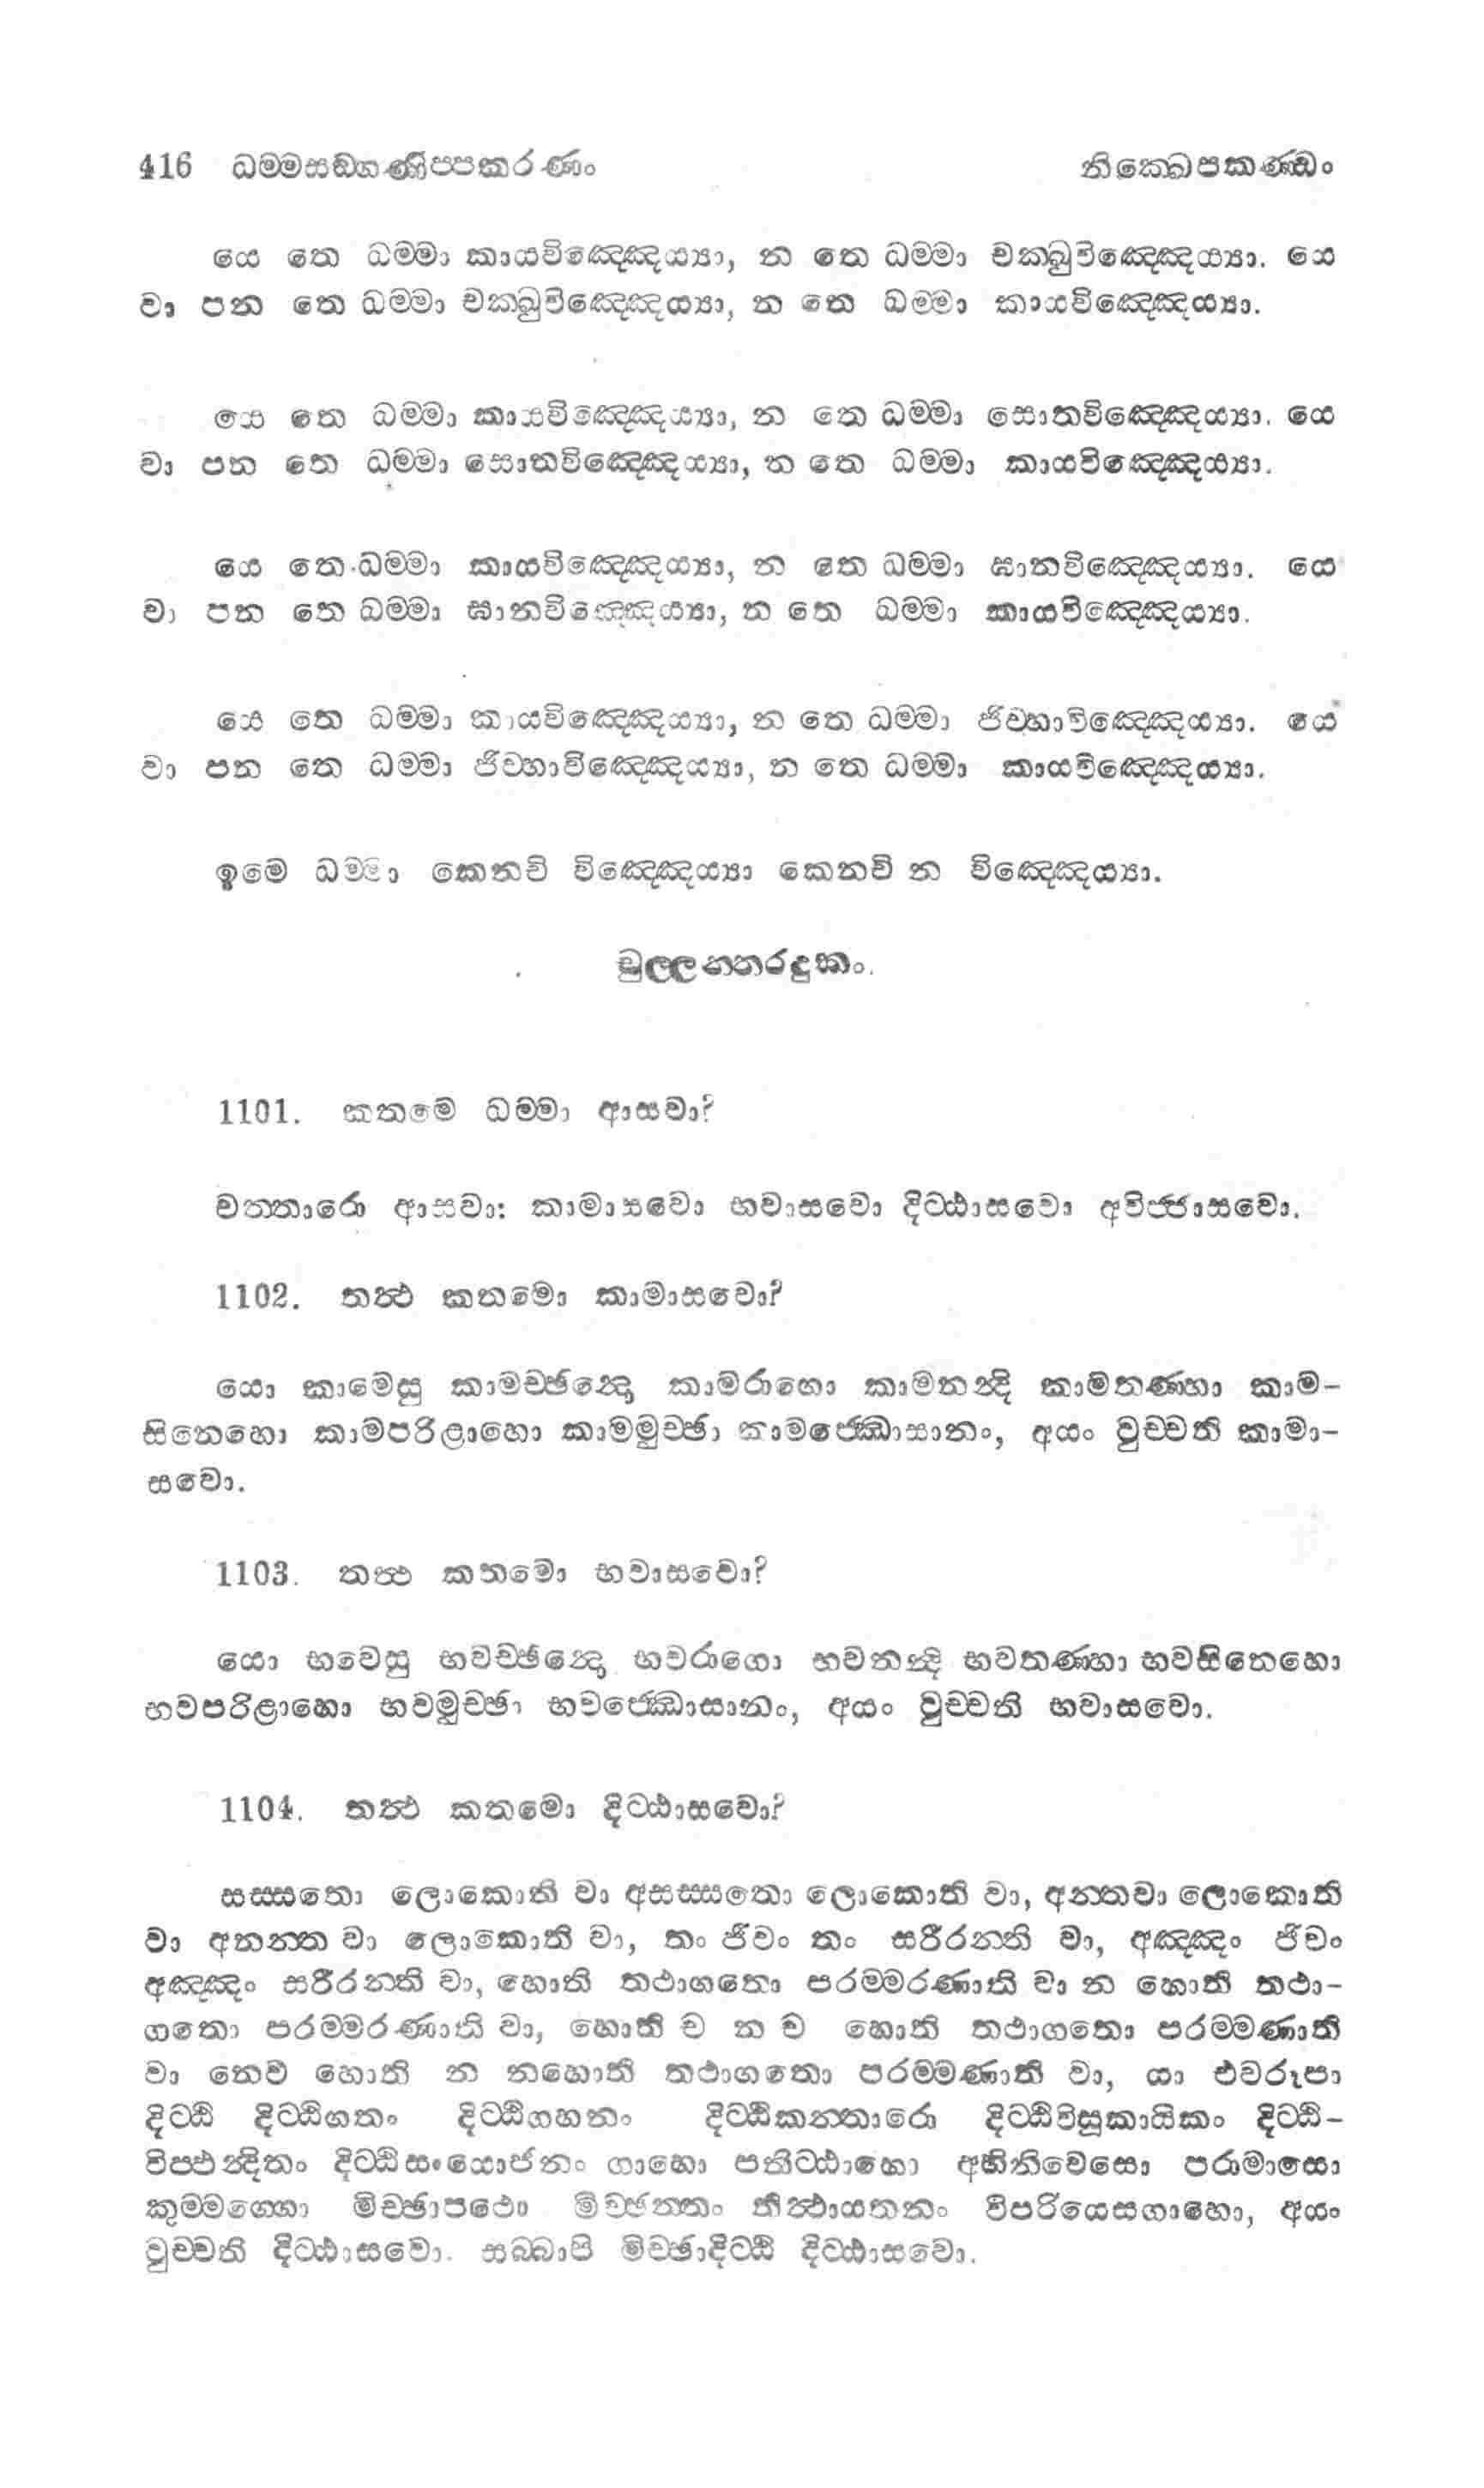 416 ධම්මසඞ්ගණිප්පකරණං නික්ඛෙපකණ්ඩං
යෙ තෙ ධම්මා කායවිඤ්ඤෙය්‍යා, න තෙ ධම්මා චක්ඛුවිඤ්ඤෙය්‍යා. යෙ
වා පන තෙ ධම්මා චක්ඛුවිඤ්ඤෙය්‍යා, න තෙ ධම්මා කායවිඤ්ඤෙය්‍යා.
යෙ තෙ ධම්මා කායවිඤ්ඤෙය්‍යා, න තෙ ධම්මා සොතවිඤ්ඤෙය්‍යා. යෙ
වා පන තෙ ධම්මා සොතවිඤ්ඤෙය්‍යා, න තෙ ධම්මා කායවිඤ්ඤෙය්‍යා.
යෙ තෙ ධම්මා කායවිඤ්ඤෙය්‍යා, න තෙ ධම්මා ඝානවිඤ්ඤෙය්‍යා. යෙ
වා පන තෙ ධම්මා ඝානවිඤ්ඤෙය්‍යා, න තෙ ධම්මා කායවිඤ්ඤෙය්‍යා.
යෙ තෙ ධම්මා කායවිඤ්ඤෙය්‍යා, න තෙ ධම්මා ජිව්හාවිඤ්ඤෙය්‍යා. යෙ
වා පන තෙ ධම්මා ජිව්හාවිඤ්ඤෙය්‍යා, න තෙ ධම්මා කායවිඤ්ඤෙය්‍යා.
ඉමෙ ධම්මා කෙනචි විඤ්ඤෙය්‍යා කෙනචි න විඤ්ඤෙය්‍යා.
චුල්ලන්තරදුකං.
1101. කතමෙ ධම්මා ආසවා?
චත්තාරො ආසවා: කාමාසවො භවාසවො දිට්ඨාසවො අවිජ්ජාසවො.
1102. තත්‍ථ කතමො කාමාසවො?
යො කාමෙසු කාමච්ඡන්‍දො කාමරාගො කාමනන්‍දි කාමතණ්හා කාම-
සිනෙහො කාමපරිළාහො කාමමුච්ඡා කාමජ්ඣොසානං, අයං වුච්චති කාමා-
සවො.
1103. තත්‍ථ කතමො භවාසවො?
යො භවෙසු භවච්ඡන්‍දො භවරාගො භවනන්‍දි භවතණ්හා භවසිනෙහො
භවපරිළාහො භවමුච්ඡා භවජ්ඣොසානං, අයං වුච්චති භවාසවො.
1104. තත්‍ථ කතමො දිට්ඨාසවො?
සස්සතො ලොකොති වා අසස්සතො ලොකොති වා, අන්තවා ලොකොති
වා අනන්ත වා ලොකොති වා, තං ජීවං තං සරීරන්ති වා, අඤ්ඤං ජීවං
අඤ්ඤං සරීරන්ති වා, හොති තථාගතො පරම්මරණාති වා න හොති තථා-
ගතො පරම්මරණාති වා, හොති ච න ච හොති තථාගතො පරම්මණාති
වා නෙව හොති න නහොති තථාගතො පරම්මණාති වා, යා එවරූපා
දිට්ඨි දිට්ඨිගතං දිට්ඨිගහනං දිට්ඨිකන්තාරො දිට්ඨිවිසූකායිකං දිට්ඨි-
විප්ඵන්‍දිතං දිට්ඨිසංයොජනං ගාහො පතිට්ඨාහො අභිනිවෙසො පරාමාසො
කුම්මග්ගො මිච්ඡාපථො මිච්ඡත්තං තිත්‍ථායතනං විපරියෙසගාහො, අයං
වුච්චති දිට්ඨාසවො. සබ්බාපි මිච්ඡාදිට්ඨි දිට්ඨාසවො.